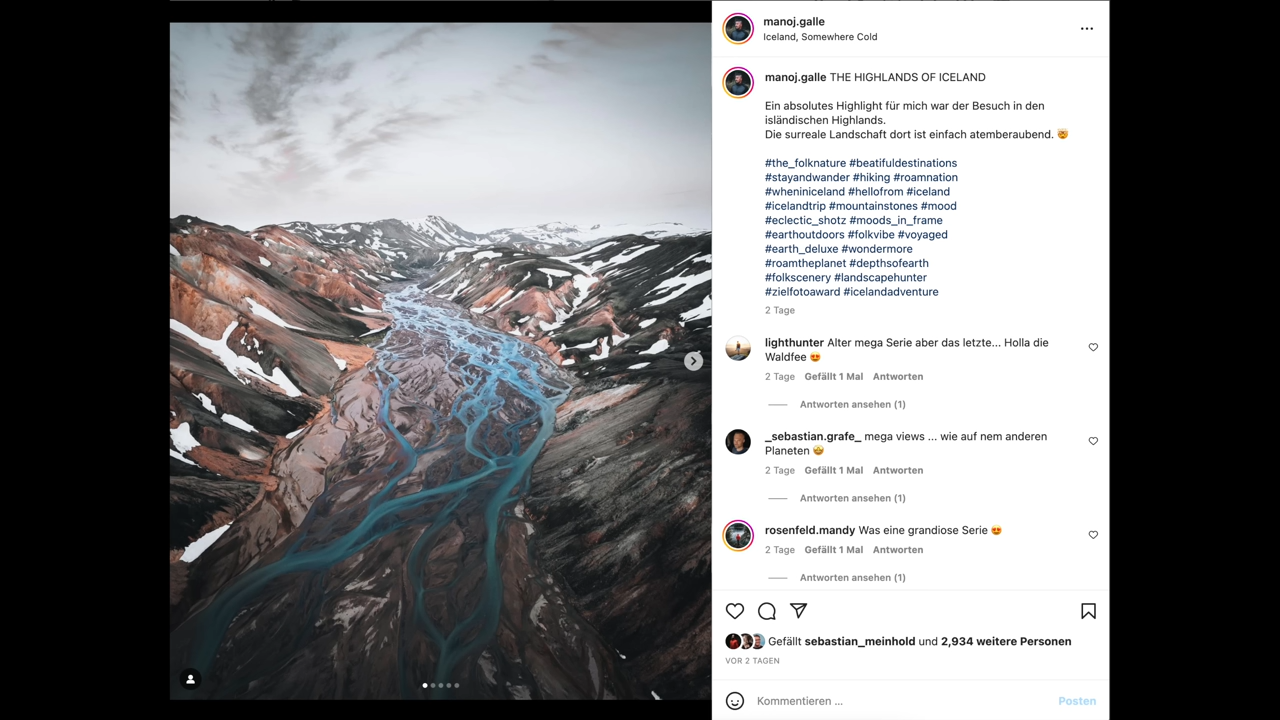 manoj.galle
Iceland, Somewhere Cold
manoj.galle THE HIGHLANDS OF ICELAND
Ein absolutes Highlight für mich war der Besuch in den
isländischen Highlands.
Die surreale Landschaft dort ist einfach atemberaubend. 🤯
#the_folknature #beatifuldestinations
#stayandwander #hiking #roamnation
#wheniniceland #hellofrom #iceland
#icelandtrip #mountainstones #mood
#eclectic_shotz #moods_in_frame
#earthoutdoors #folkvibe #voyaged
#earth_deluxe #wondermore
#roamtheplanet #depthsofearth
#folkscenery #landscapehunter
#zielfotoaward #icelandadventure
2 Tage
lighthunter Alter mega Serie aber das letzte... Holla die
Waldfee 😍
2 Tage Gefällt 1 Mal Antworten
Antworten ansehen (1)
_sebastian.grafe_ mega views ... wie auf nem anderen
Planeten 🤩
2 Tage Gefällt 1 Mal Antworten
Antworten ansehen (1)
rosenfeld.mandy Was eine grandiose Serie 😍
2 Tage Gefällt 1 Mal Antworten
Antworten ansehen (1)
Gefällt sebastian_meinhold und 2,934 weitere Personen
VOR 2 TAGEN
Kommentieren ... Posten